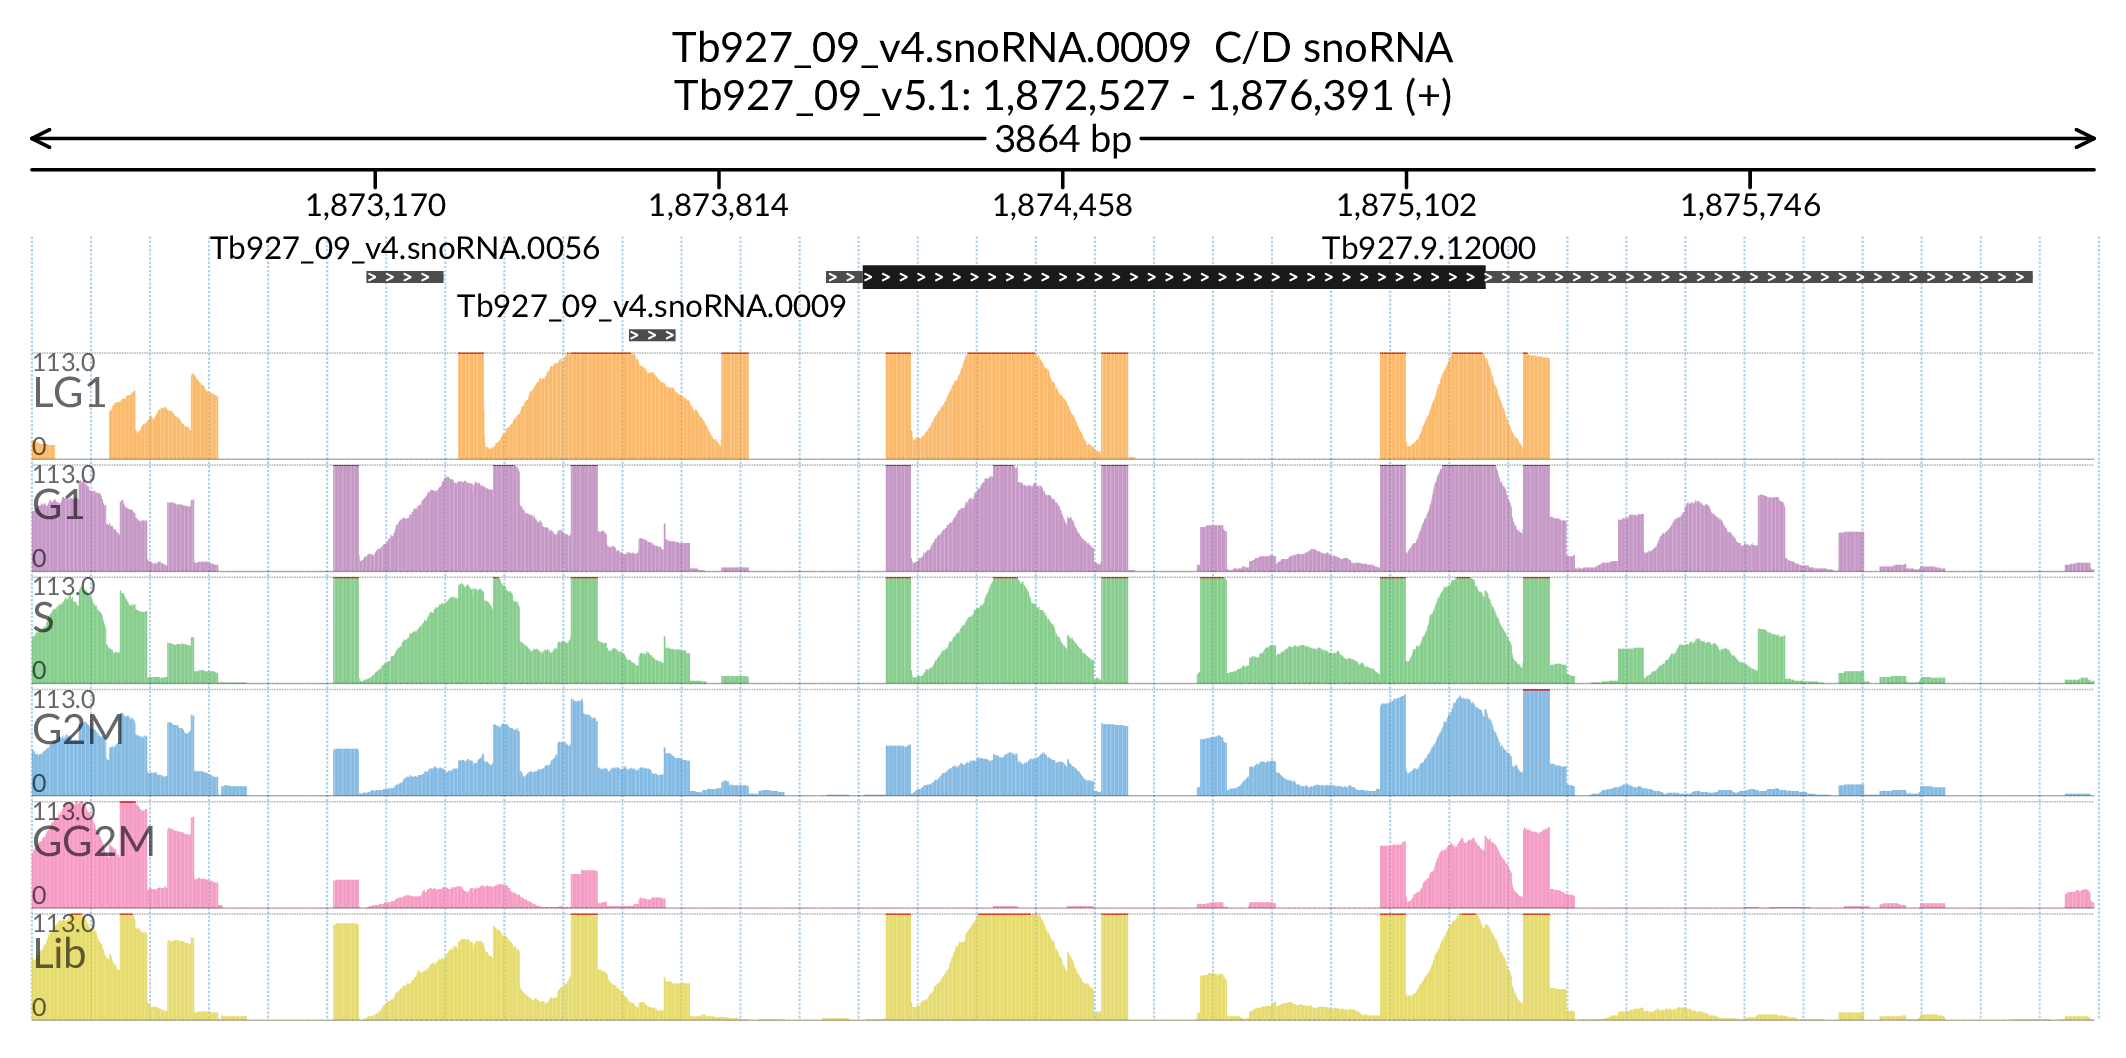 Tb927_09_v4.snoRNA.0009  C/D snoRNA
Tb927_09_v5.1: 1,872,527 - 1,876,391 (+)
3864 bp
1,873,170 1,873,814 1,874,458 1,875,102 1,875,746
Tb927_09_v4.snoRNA.0056 Tb927.9.12000
Tb927_09_v4.snoRNA.0009
113.0
LG1
0
113.0
G1
0
113.0
S
0
113.0
G2M
0
113.0
GG2M
0
113.0
Lib
0